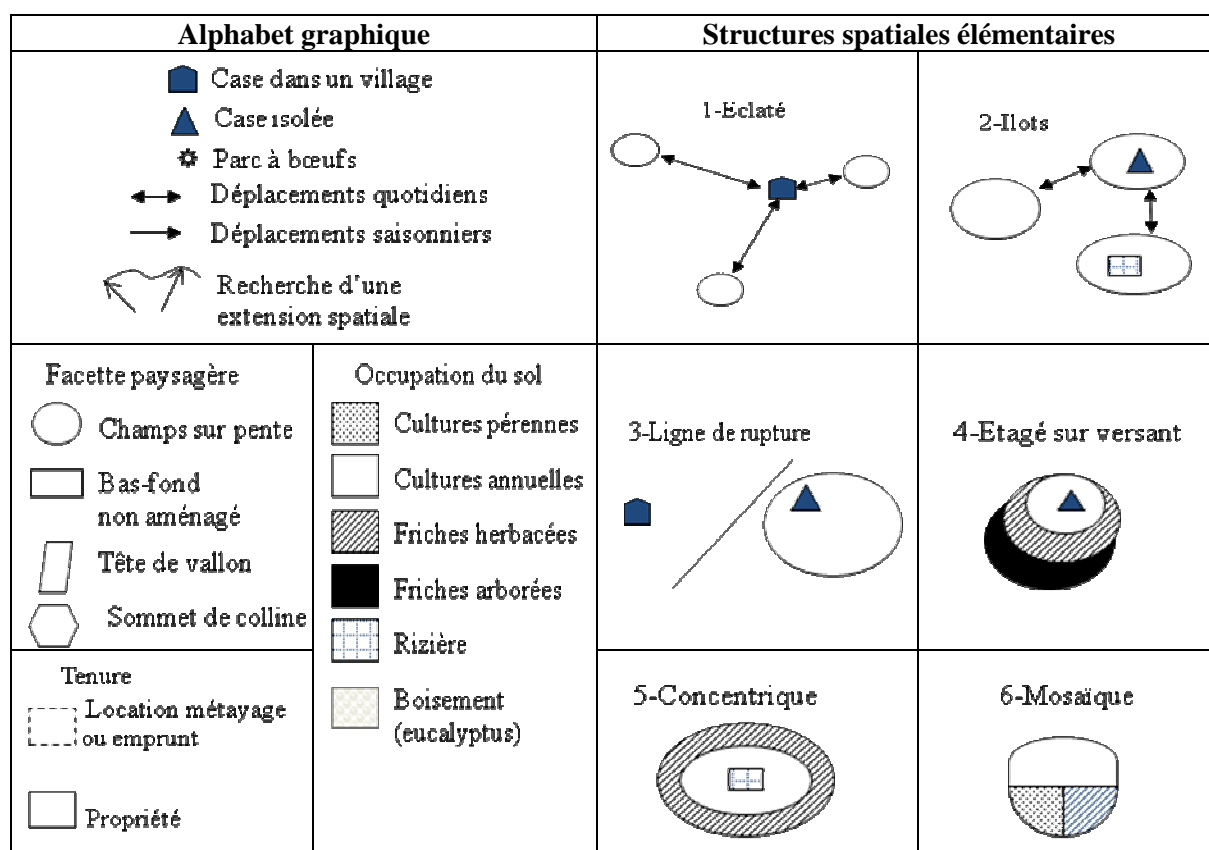 Alphabet graphique
Structures spatiales élémentaires
Case dans un village
Case isolée
Parc à bœufs
Déplacements quotidiens
Déplacements saisonniers
Recherche d'une
extension spatiale
1-Eclaté
2-Ilots
Facette paysagère
Champs sur pente
Bas-fond
non aménagé
Tête de vallon
Sommet de colline
Tenure
Location métayage
ou emprunt
Propriété
Occupation du sol
Cultures pérennes
Cultures annuelles
Friches herbacées
Friches arborées
Rizière
Boisement
(eucalyptus)
3-Ligne de rupture
4-Etagé sur versant
5-Concentrique
6-Mosaïque